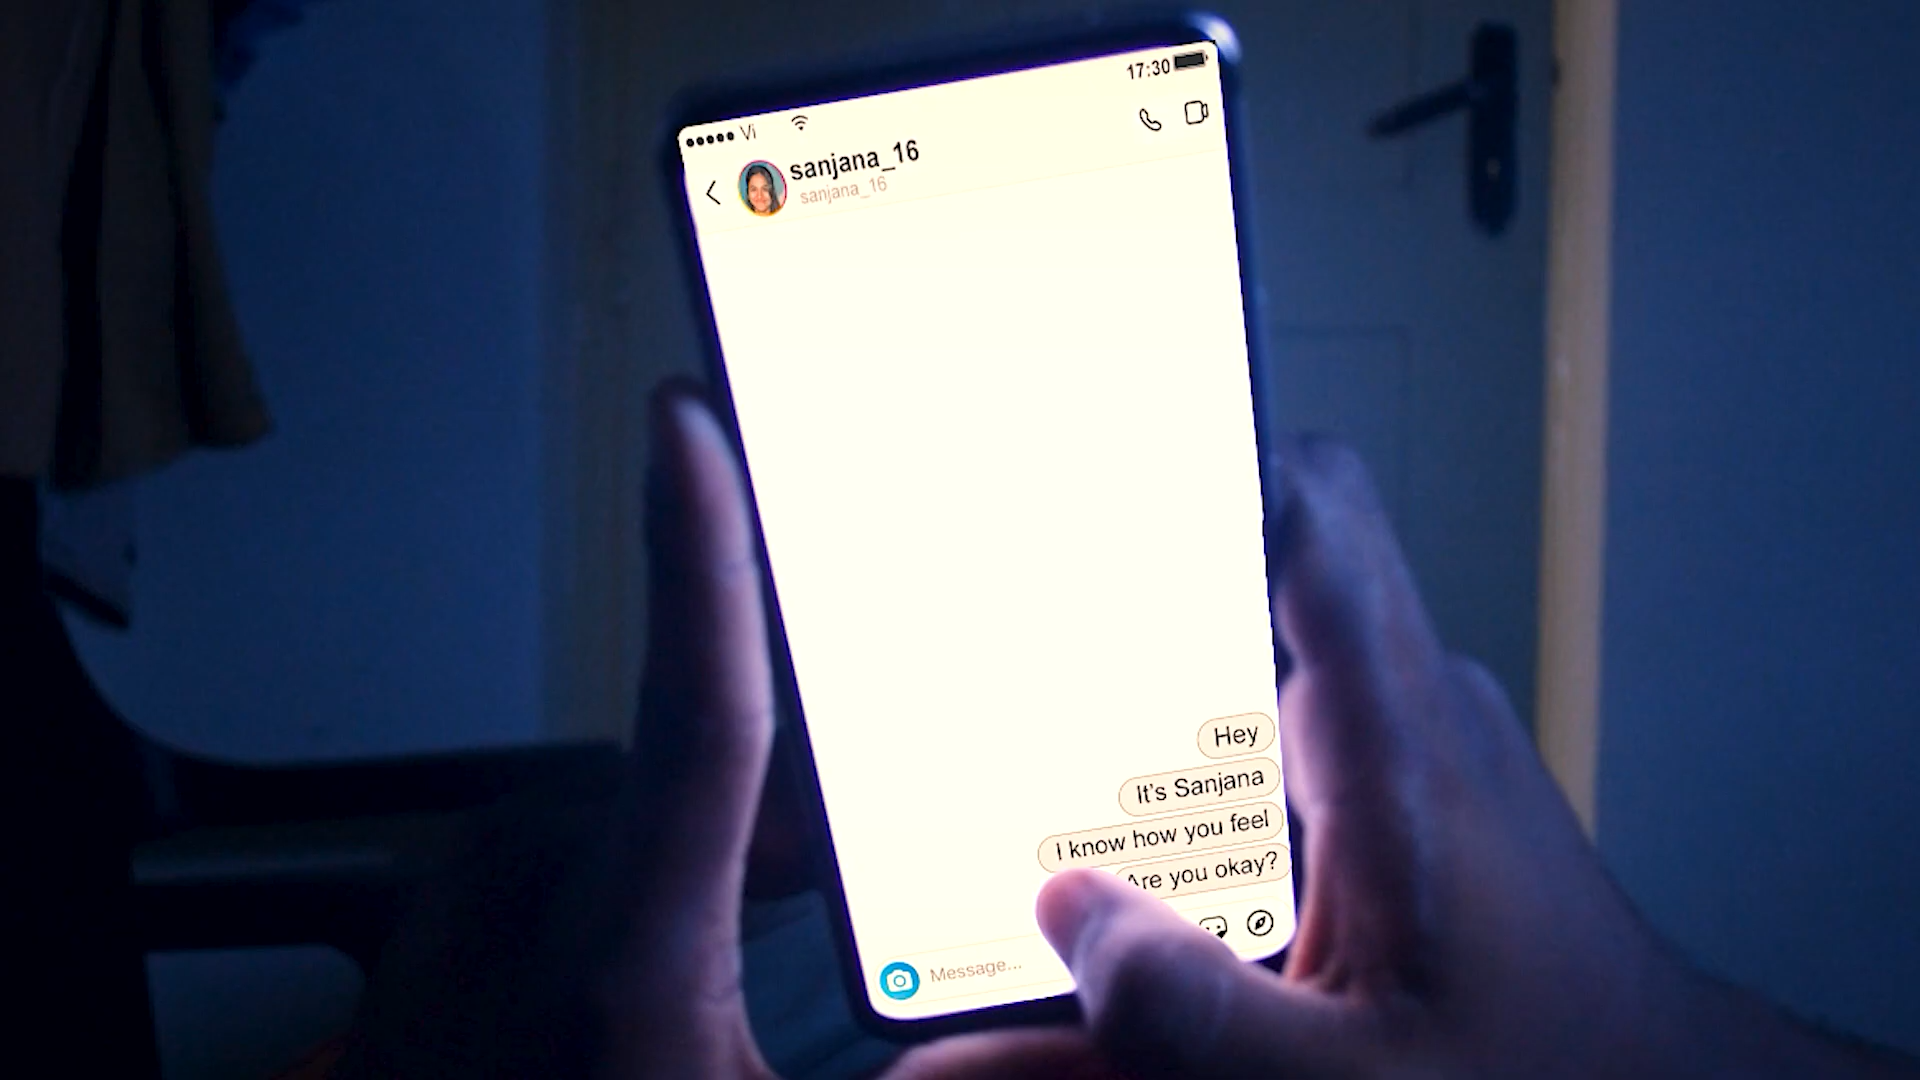 Vi
17:30
sanjana_16
sanjana_16
Hey
It's Sanjana
I know how you feel
Are you okay?
Message...